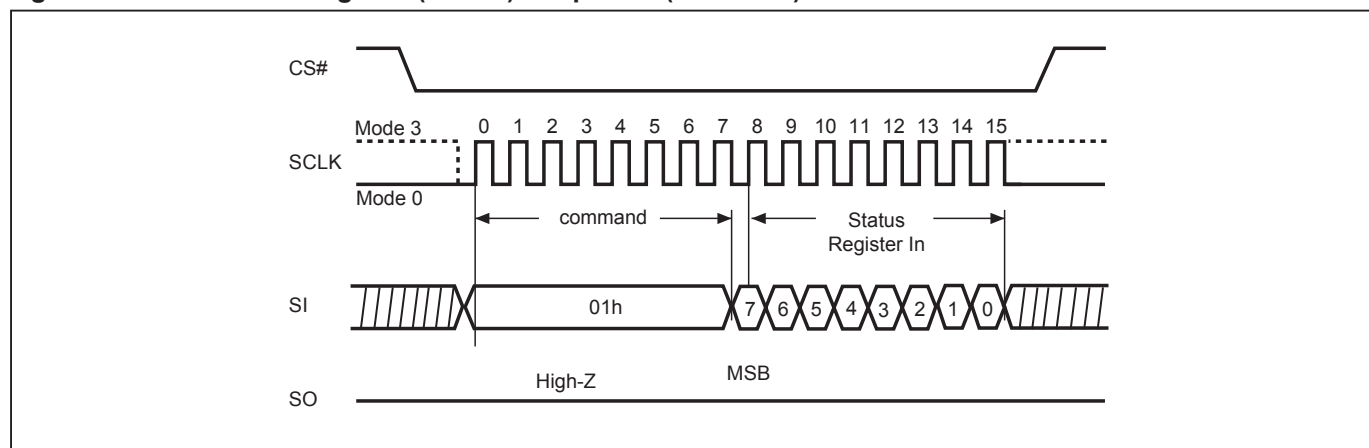 CS#
Mode 3
0 1 2 3 4 5 6 7 8 9 10 11 12 13 14 15
SCLK
Mode 0
command
Status
Register In
SI
01h
7 6 5 4 3 2 1 0
High-Z
MSB
SO